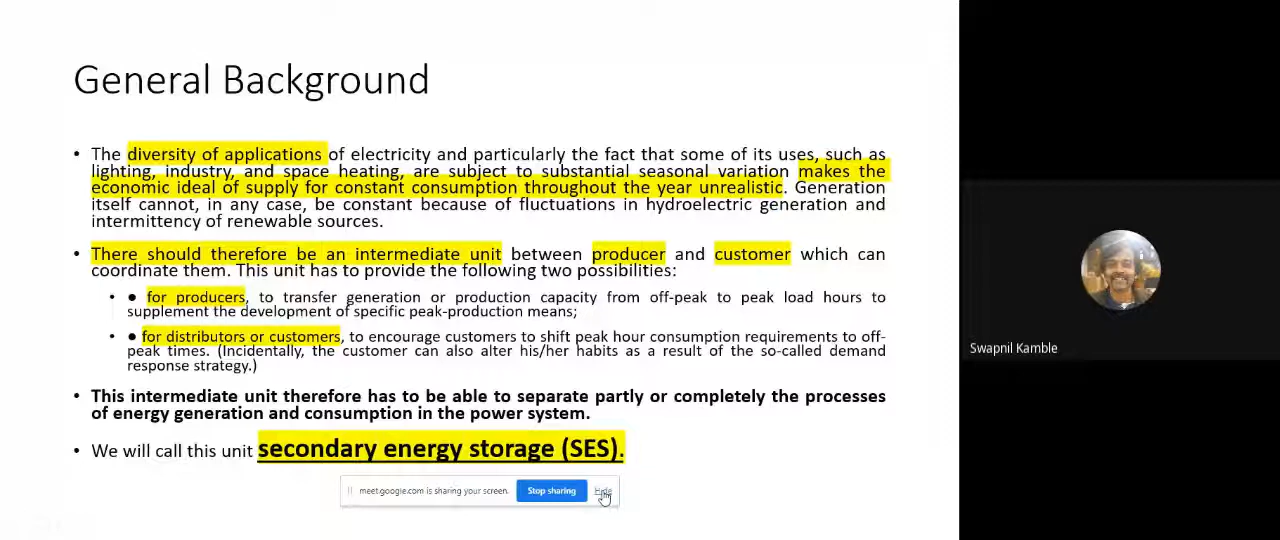 General Background
• The diversity of applications of electricity and particularly the fact that some of its uses, such as
lighting, industry, and space heating, are subject to substantial seasonal variation makes the
economic ideal of supply for constant consumption throughout the year unrealistic. Generation
itself cannot, in any case, be constant because of fluctuations in hydroelectric generation and
intermittency of renewable sources.
• There should therefore be an intermediate unit between producer and customer which can
coordinate them. This unit has to provide the following two possibilities:
• ● for producers, to transfer generation or production capacity from off-peak to peak load hours to
supplement the development of specific peak-production means;
• ● for distributors or customers, to encourage customers to shift peak hour consumption requirements to off-
peak times. (Incidentally, the customer can also alter his/her habits as a result of the so-called demand
response strategy.)
• This intermediate unit therefore has to be able to separate partly or completely the processes
of energy generation and consumption in the power system.
• We will call this unit secondary energy storage (SES).
meet.google.com is sharing your screen. Stop sharing Hide
Swapnil Kamble